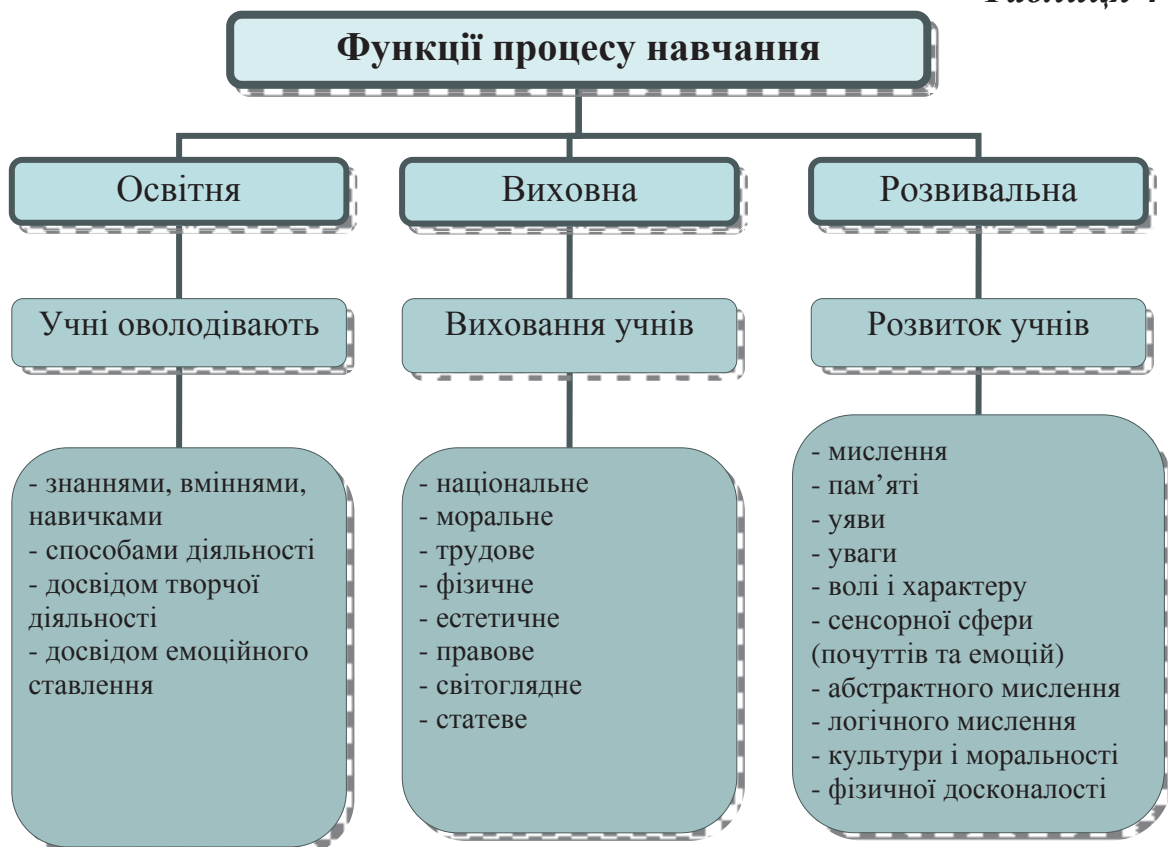 Функції процесу навчання
Освітня
Виховна
Розвивальна
Учні оволодівають
Виховання учнів
Розвиток учнів
- знаннями, вміннями,
навичками
- способами діяльності
- досвідом творчої
діяльності
- досвідом емоційного
ставлення
- національне
- моральне
- трудове
- фізичне
- естетичне
- правове
- світоглядне
- статеве
- мислення
- пам’яті
- уяви
- уваги
- волі і характеру
- сенсорної сфери
(почуттів та емоцій)
- абстрактного мислення
- логічного мислення
- культури і моральності
- фізичної досконалості